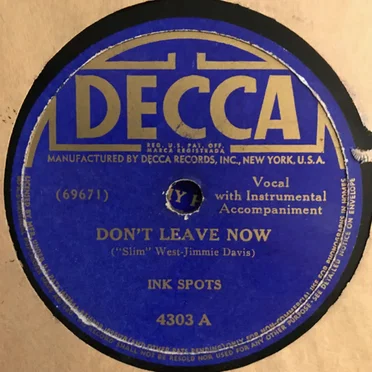 DECCA
REG. U.S. PAT. OFF.
MARCA REGISTRADA
MANUFACTURED BY DECCA RECORDS, INC., NEW YORK, U.S.A.
(69671)
Vocal
with Instrumental
Accompaniment
DON'T LEAVE NOW
("Slim" West-Jimmie Davis)
INK SPOTS
4303 A